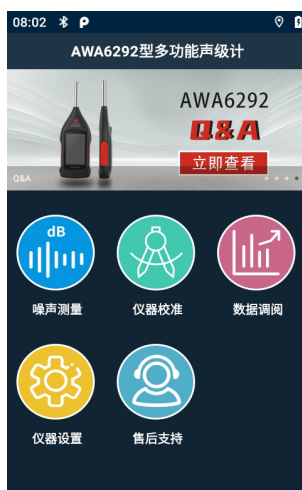 08:02
AWA6292型多功能声级计
AWA6292
Q&A
立即查看
Q&A
dB
噪声测量
仪器校准
数据调阅
仪器设置
售后支持